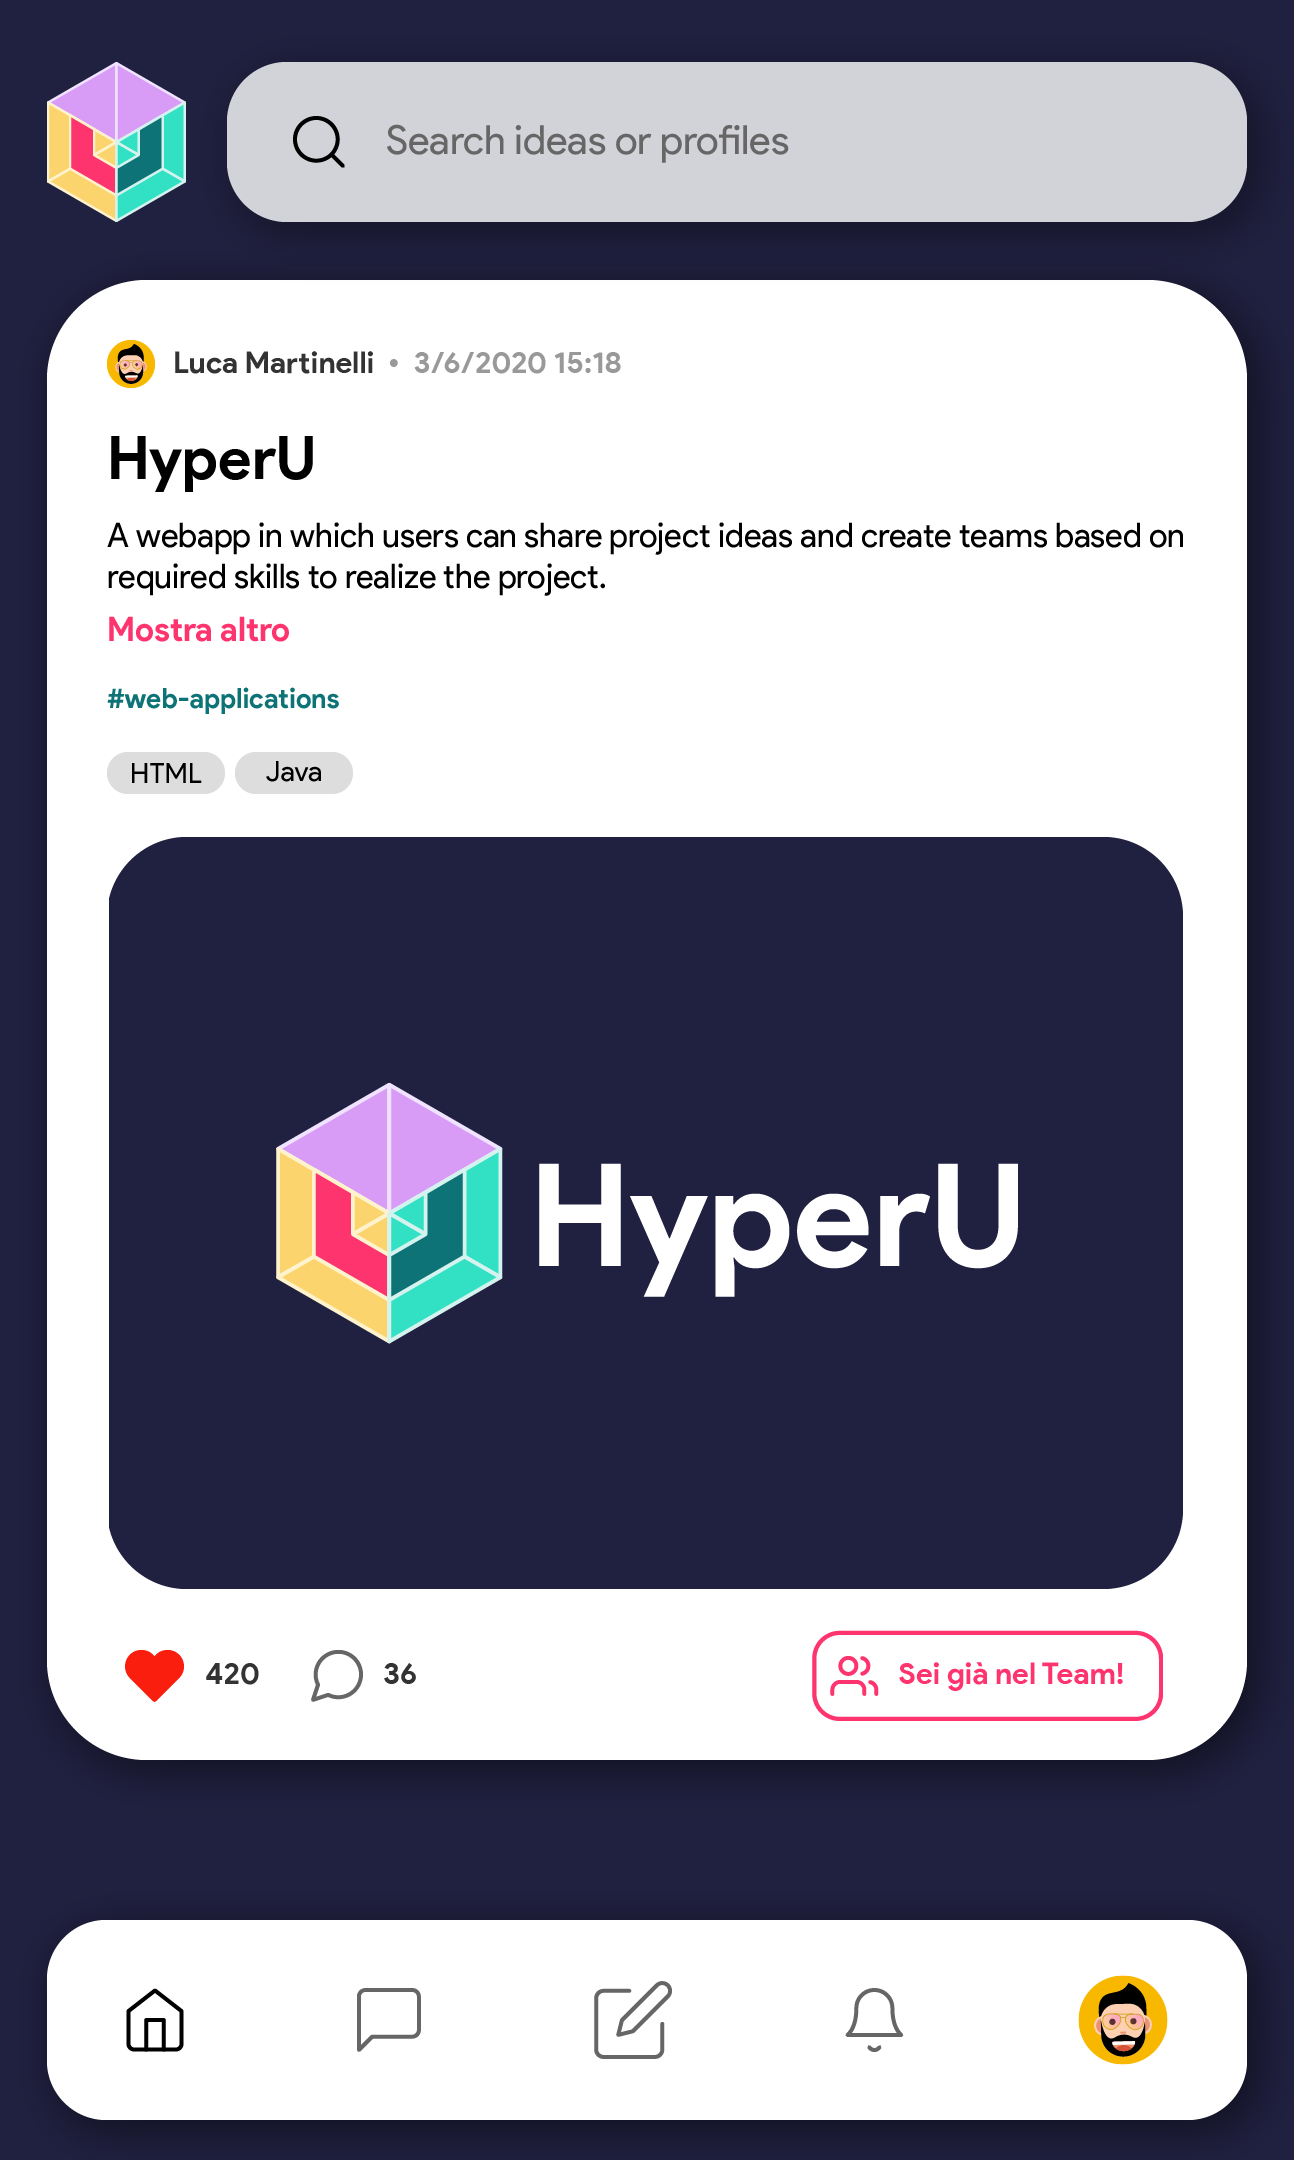 Search ideas or profiles
Luca Martinelli • 3/6/2020 15:18
HyperU
A webapp in which users can share project ideas and create teams based on
required skills to realize the project.
Mostra altro
#web-applications
HTML Java
HyperU
420 36 Sei già nel Team!